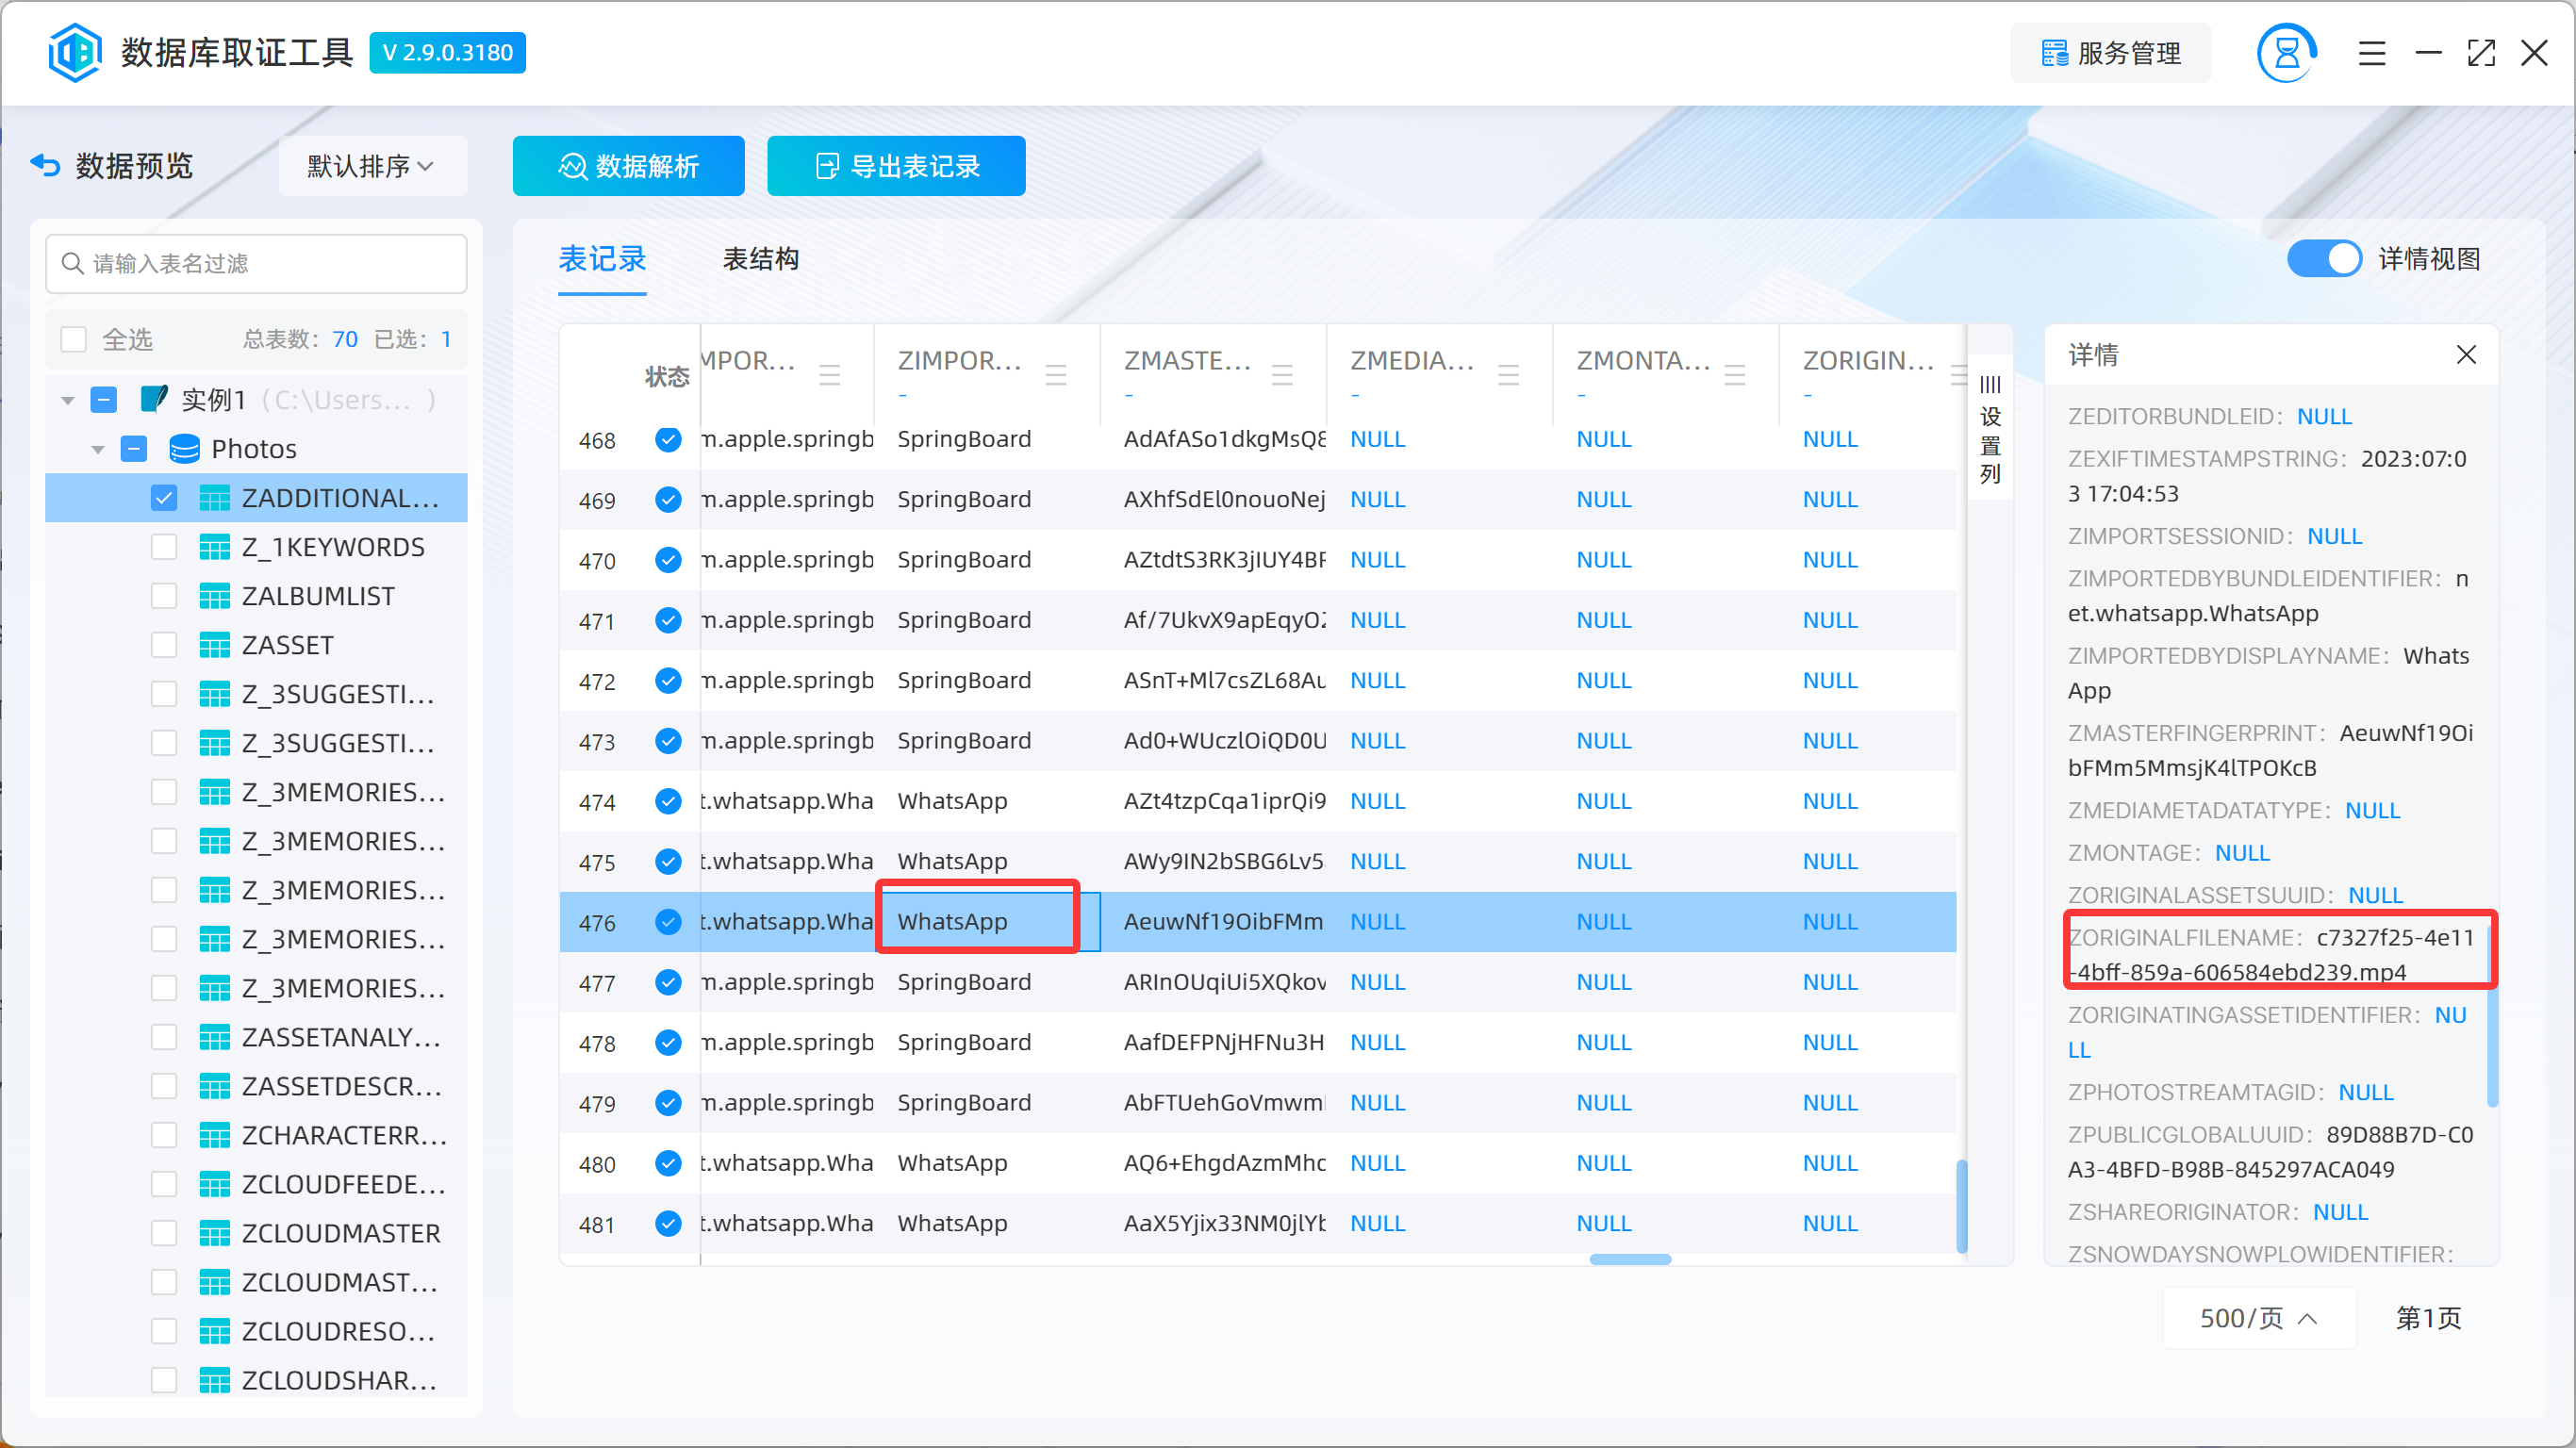 数据库取证工具 V 2.9.0.3180 服务管理
数据预览 默认排序 数据解析 导出表记录
请输入表名过滤
全选 总表数：70 已选：1
实例1（C:\Users...）
Photos
ZADDITIONAL...
Z_1KEYWORDS
ZALBUMLIST
ZASSET
Z_3SUGGESTI...
Z_3SUGGESTI...
Z_3MEMORIES...
Z_3MEMORIES...
Z_3MEMORIES...
Z_3MEMORIES...
Z_3MEMORIES...
ZASSETANALY...
ZASSETDESCR...
ZCHARACTERR...
ZCLOUDFEEDE...
ZCLOUDMASTER
ZCLOUDMAST...
ZCLOUDRESO...
ZCLOUDSHAR...
表记录 表结构 详情视图
状态 MPOR... ZIMPOR... ZMASTE... ZMEDIA... ZMONTA... ZORIGIN...
- - - - -
468 m.apple.springb SpringBoard AdAfASo1dkgMsQ8 NULL NULL NULL
469 m.apple.springb SpringBoard AXhfSdEl0nouoNej NULL NULL NULL
470 m.apple.springb SpringBoard AZtdtS3RK3jIUY4BF NULL NULL NULL
471 m.apple.springb SpringBoard Af/7UkvX9apEqyO2 NULL NULL NULL
472 m.apple.springb SpringBoard ASnT+Ml7csZL68Au NULL NULL NULL
473 m.apple.springb SpringBoard Ad0+WUczlOiQD0U NULL NULL NULL
474 t.whatsapp.Wha WhatsApp AZt4tzpCqa1iprQi9 NULL NULL NULL
475 t.whatsapp.Wha WhatsApp AWy9IN2bSBG6Lv5 NULL NULL NULL
476 t.whatsapp.Wha WhatsApp AeuwNf19OibFMm NULL NULL NULL
477 m.apple.springb SpringBoard ARInOUqiUi5XQkov NULL NULL NULL
478 m.apple.springb SpringBoard AafDEFPNjHFNu3H NULL NULL NULL
479 m.apple.springb SpringBoard AbFTUehGoVmwm NULL NULL NULL
480 t.whatsapp.Wha WhatsApp AQ6+EhgdAzmMhc NULL NULL NULL
481 t.whatsapp.Wha WhatsApp AaX5Yjix33NM0jlYb NULL NULL NULL
设
置
列
详情
ZEDITORBUNDLEID：NULL
ZEXIFTIMESTAMPSTRING：2023:07:0
3 17:04:53
ZIMPORTSESSIONID：NULL
ZIMPORTEDBYBUNDLEIDENTIFIER：n
et.whatsapp.WhatsApp
ZIMPORTEDBYDISPLAYNAME：Whats
App
ZMASTERFINGERPRINT：AeuwNf19Oi
bFMm5MmsjK4lTPOKcB
ZMEDIAMETADATATYPE：NULL
ZMONTAGE：NULL
ZORIGINALASSETSUUID：NULL
ZORIGINALFILENAME：c7327f25-4e11
-4bff-859a-606584ebd239.mp4
ZORIGINATINGASSETIDENTIFIER：NU
LL
ZPHOTOSTREAMTAGID：NULL
ZPUBLICGLOBALUUID：89D88B7D-C0
A3-4BFD-B98B-845297ACA049
ZSHAREORIGINATOR：NULL
ZSNOWDAYSNOWPLOWIDENTIFIER：
500/页 第1页